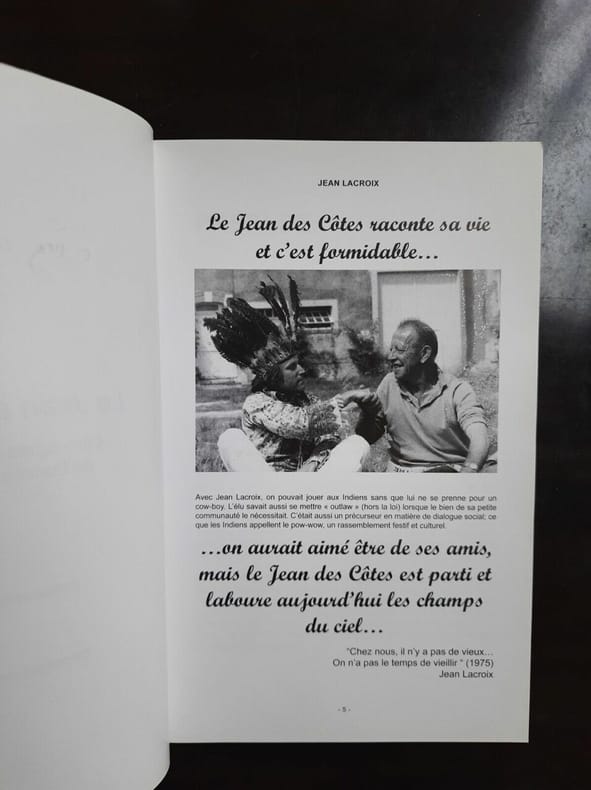 JEAN LACROIX
Le Jean des Côtes raconte sa vie
et c'est formidable...
Avec Jean Lacroix, on pouvait jouer aux Indiens sans que lui ne se prenne pour un
cow-boy. L'élu savait aussi se mettre « outlaw » (hors la loi) lorsque le bien de sa petite
communauté le nécessitait. C'était aussi un précurseur en matière de dialogue social; ce
que les Indiens appellent le pow-wow, un rassemblement festif et culturel.
...on aurait aimé être de ses amis,
mais le Jean des Côtes est parti et
laboure aujourd'hui les champs
du ciel...
"Chez nous, il n'y a pas de vieux...
On n'a pas le temps de vieillir " (1975)
Jean Lacroix
- 5 -